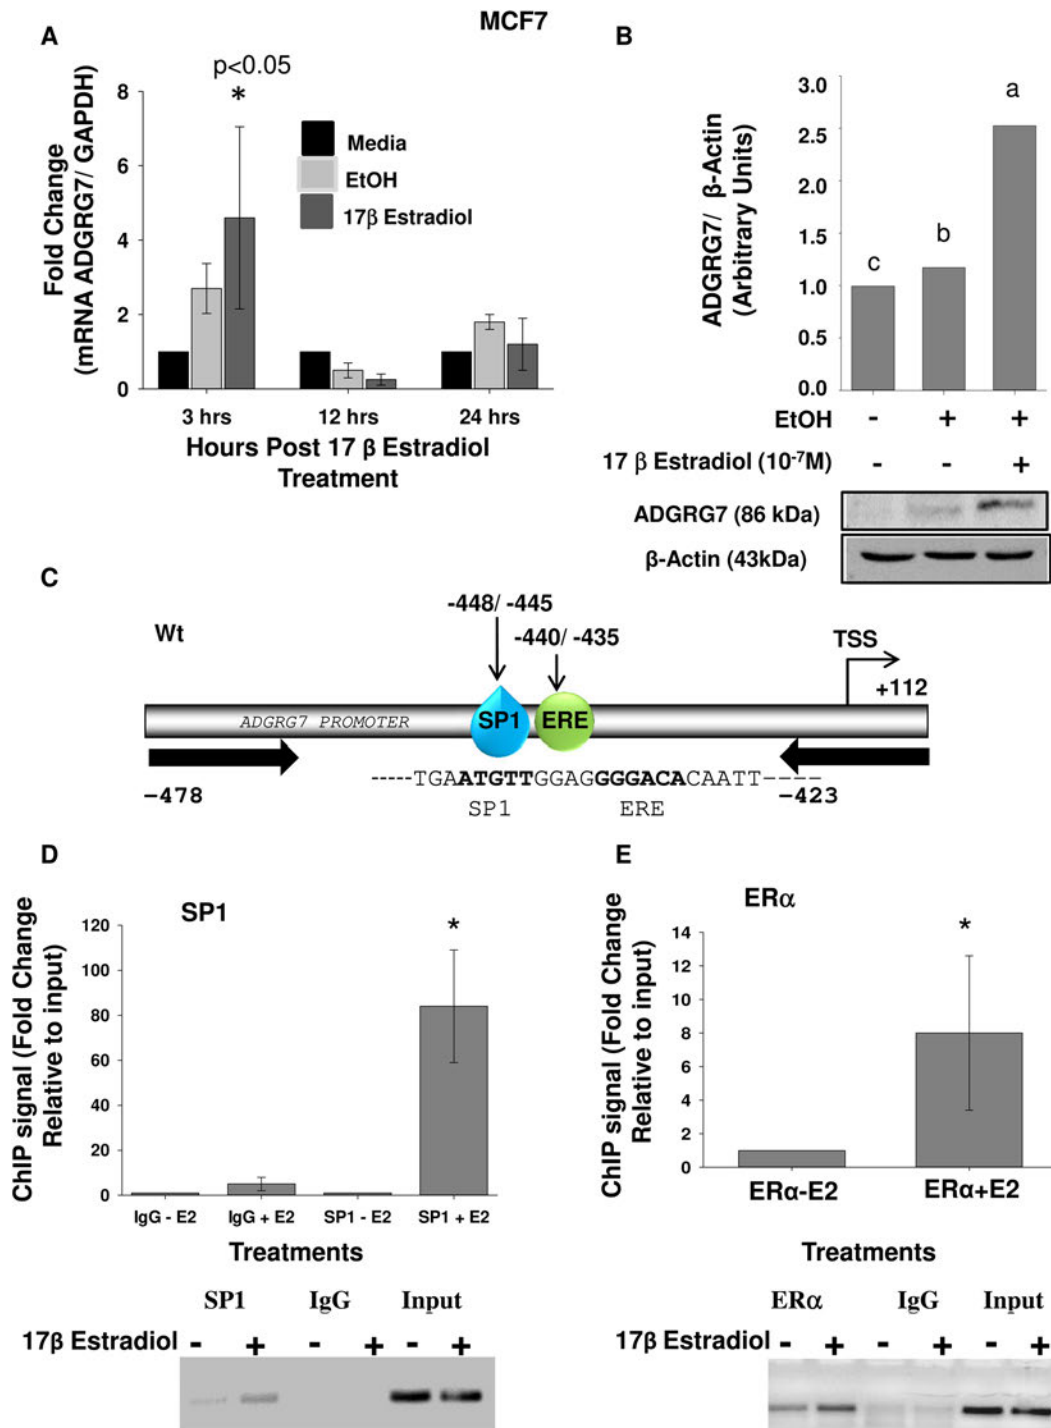 MCF7
A
p<0.05
*
8
6
4
2
0
Fold Change
(mRNA ADGRG7/ GAPDH)
Media
EtOH
17β Estradiol
3 hrs
12 hrs
24 hrs
Hours Post 17 β Estradiol
Treatment
B
3.0
2.5
2.0
1.5
1.0
0.5
0.0
ADGRG7/ β-Actin
(Arbitrary Units)
c
b
a
EtOH - + +
17 β Estradiol (10⁻⁷M) - - +
ADGRG7 (86 kDa)
β-Actin (43kDa)
C
Wt
-448/ -445
-440/ -435
TSS
+112
ADGRG7 PROMOTER
SP1
ERE
-----TGAATGTTGGAGGGGACACAATT----
−478
−423
SP1
ERE
D
SP1
120
100
80
60
40
20
0
ChIP signal (Fold Change
Relative to input)
*
IgG - E2
IgG + E2
SP1 - E2
SP1 + E2
Treatments
SP1 IgG Input
17β Estradiol - + - + - +
E
ERα
14
12
10
8
6
4
2
0
ChIP signal (Fold Change
Relative to input)
*
ERα-E2
ERα+E2
Treatments
ERα IgG Input
17β Estradiol - + - + - +